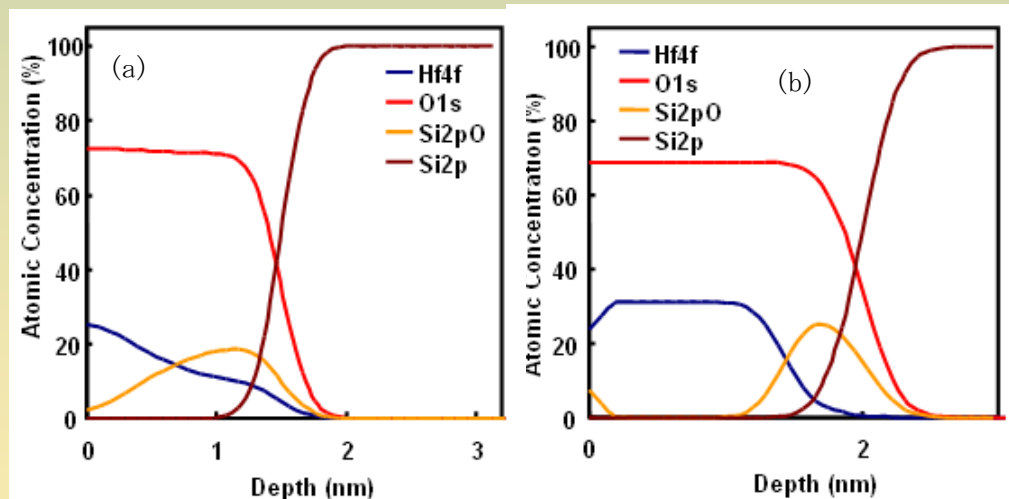 (a)
Hf4f
O1s
Si2pO
Si2p
Atomic Concentration (%)
100
80
60
40
20
0
0 1 2 3
Depth (nm)
(b)
Hf4f
O1s
Si2pO
Si2p
Atomic Concentration (%)
100
80
60
40
20
0
0 2
Depth (nm)